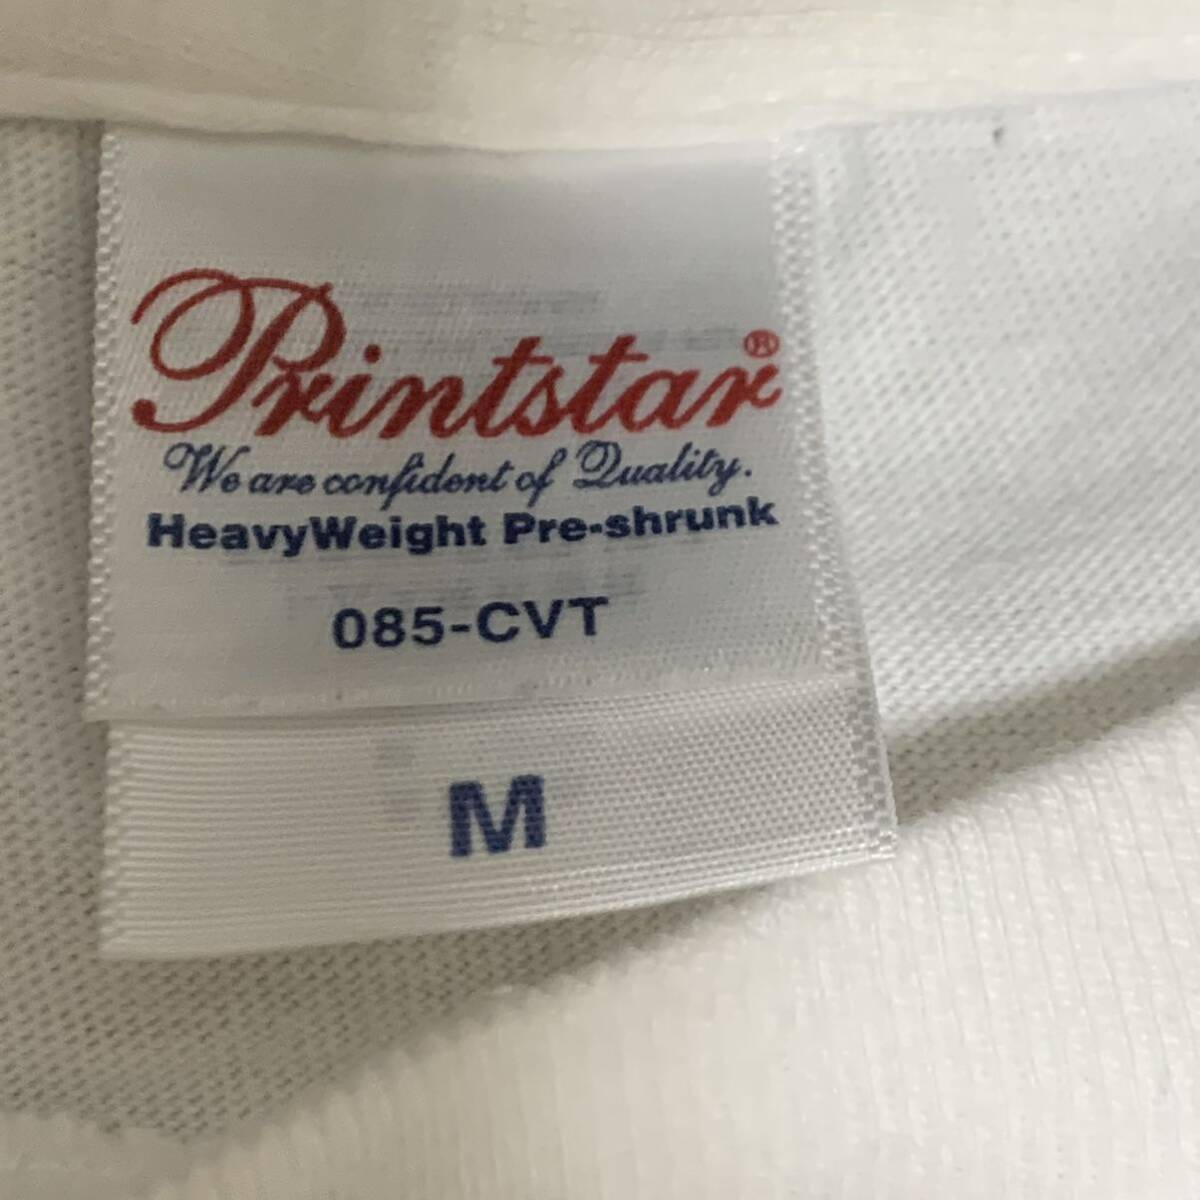 Printstar®
We are confident of Quality.
HeavyWeight Pre-shrunk
085-CVT
M